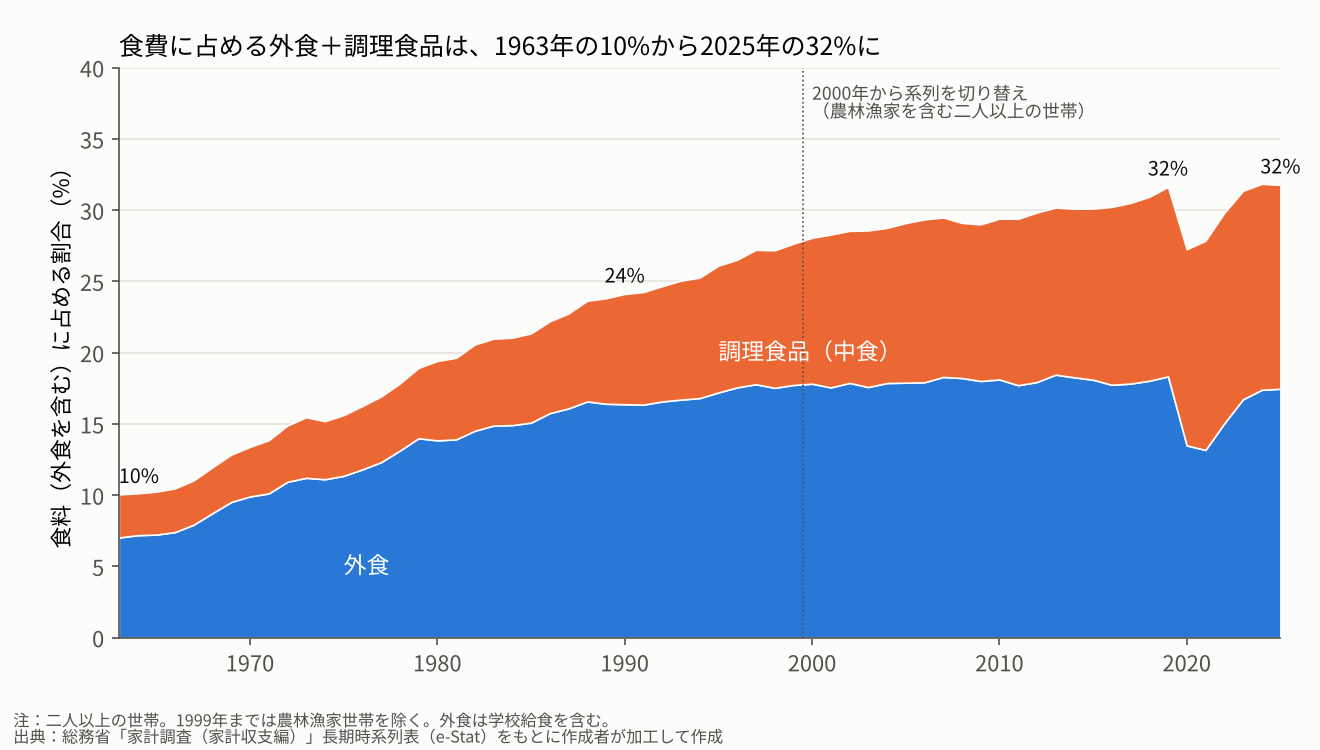 食費に占める外食＋調理食品は、1963年の10%から2025年の32%に
食料（外食を含む）に占める割合（%）
40
35
30
25
20
15
10
5
0
2000年から系列を切り替え
（農林漁家を含む二人以上の世帯）
32%
32%
24%
10%
調理食品（中食）
外食
1970
1980
1990
2000
2010
2020
注：二人以上の世帯。1999年までは農林漁家世帯を除く。外食は学校給食を含む。
出典：総務省「家計調査（家計収支編）」長期時系列表（e-Stat）をもとに作成者が加工して作成